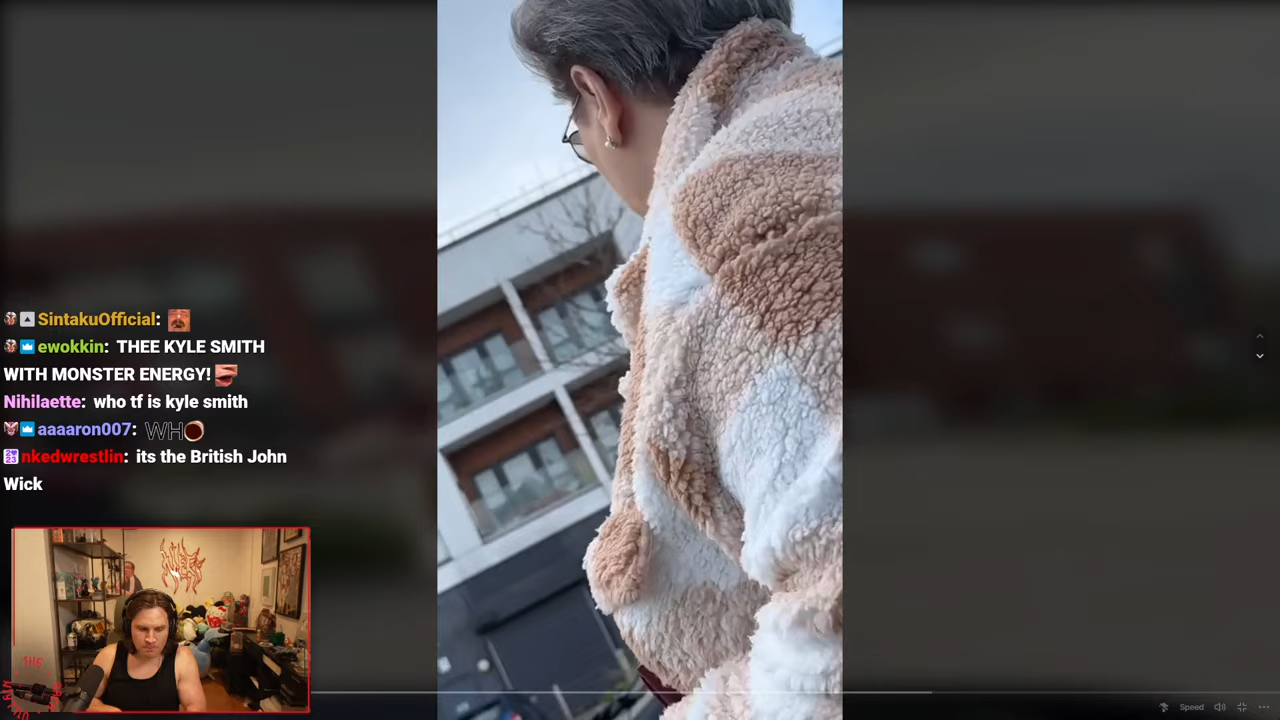 SintakuOfficial:
ewokkin: THEE KYLE SMITH
WITH MONSTER ENERGY!
Nihilaette: who tf is kyle smith
aaaaron007: WHO
nkedwrestlin: its the British John
Wick
THE
Speed